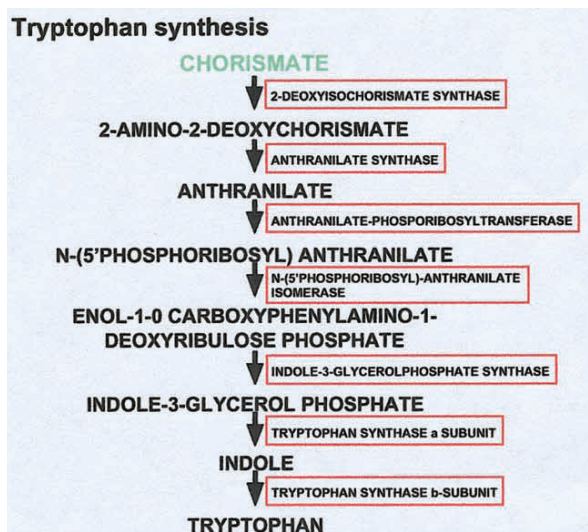 Tryptophan synthesis
CHORISMATE
2-DEOXYISOCHORISMATE SYNTHASE
2-AMINO-2-DEOXYCHORISMATE
ANTHRANILATE SYNTHASE
ANTHRANILATE
ANTHRANILATE-PHOSPORIBOSYLTRANSFERASE
N-(5'PHOSPHORIBOSYL) ANTHRANILATE
N-(5'PHOSPHORIBOSYL)-ANTHRANILATE
ISOMERASE
ENOL-1-0 CARBOXYPHENYLAMINO-1-
DEOXYRIBULOSE PHOSPHATE
INDOLE-3-GLYCEROLPHOSPHATE SYNTHASE
INDOLE-3-GLYCEROL PHOSPHATE
TRYPTOPHAN SYNTHASE a SUBUNIT
INDOLE
TRYPTOPHAN SYNTHASE b-SUBUNIT
TRYPTOPHAN